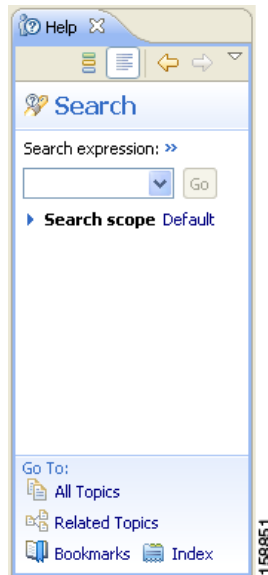 Help
Search
Search expression: »
Go
Search scope Default
Go To:
All Topics
Related Topics
Bookmarks Index
158851